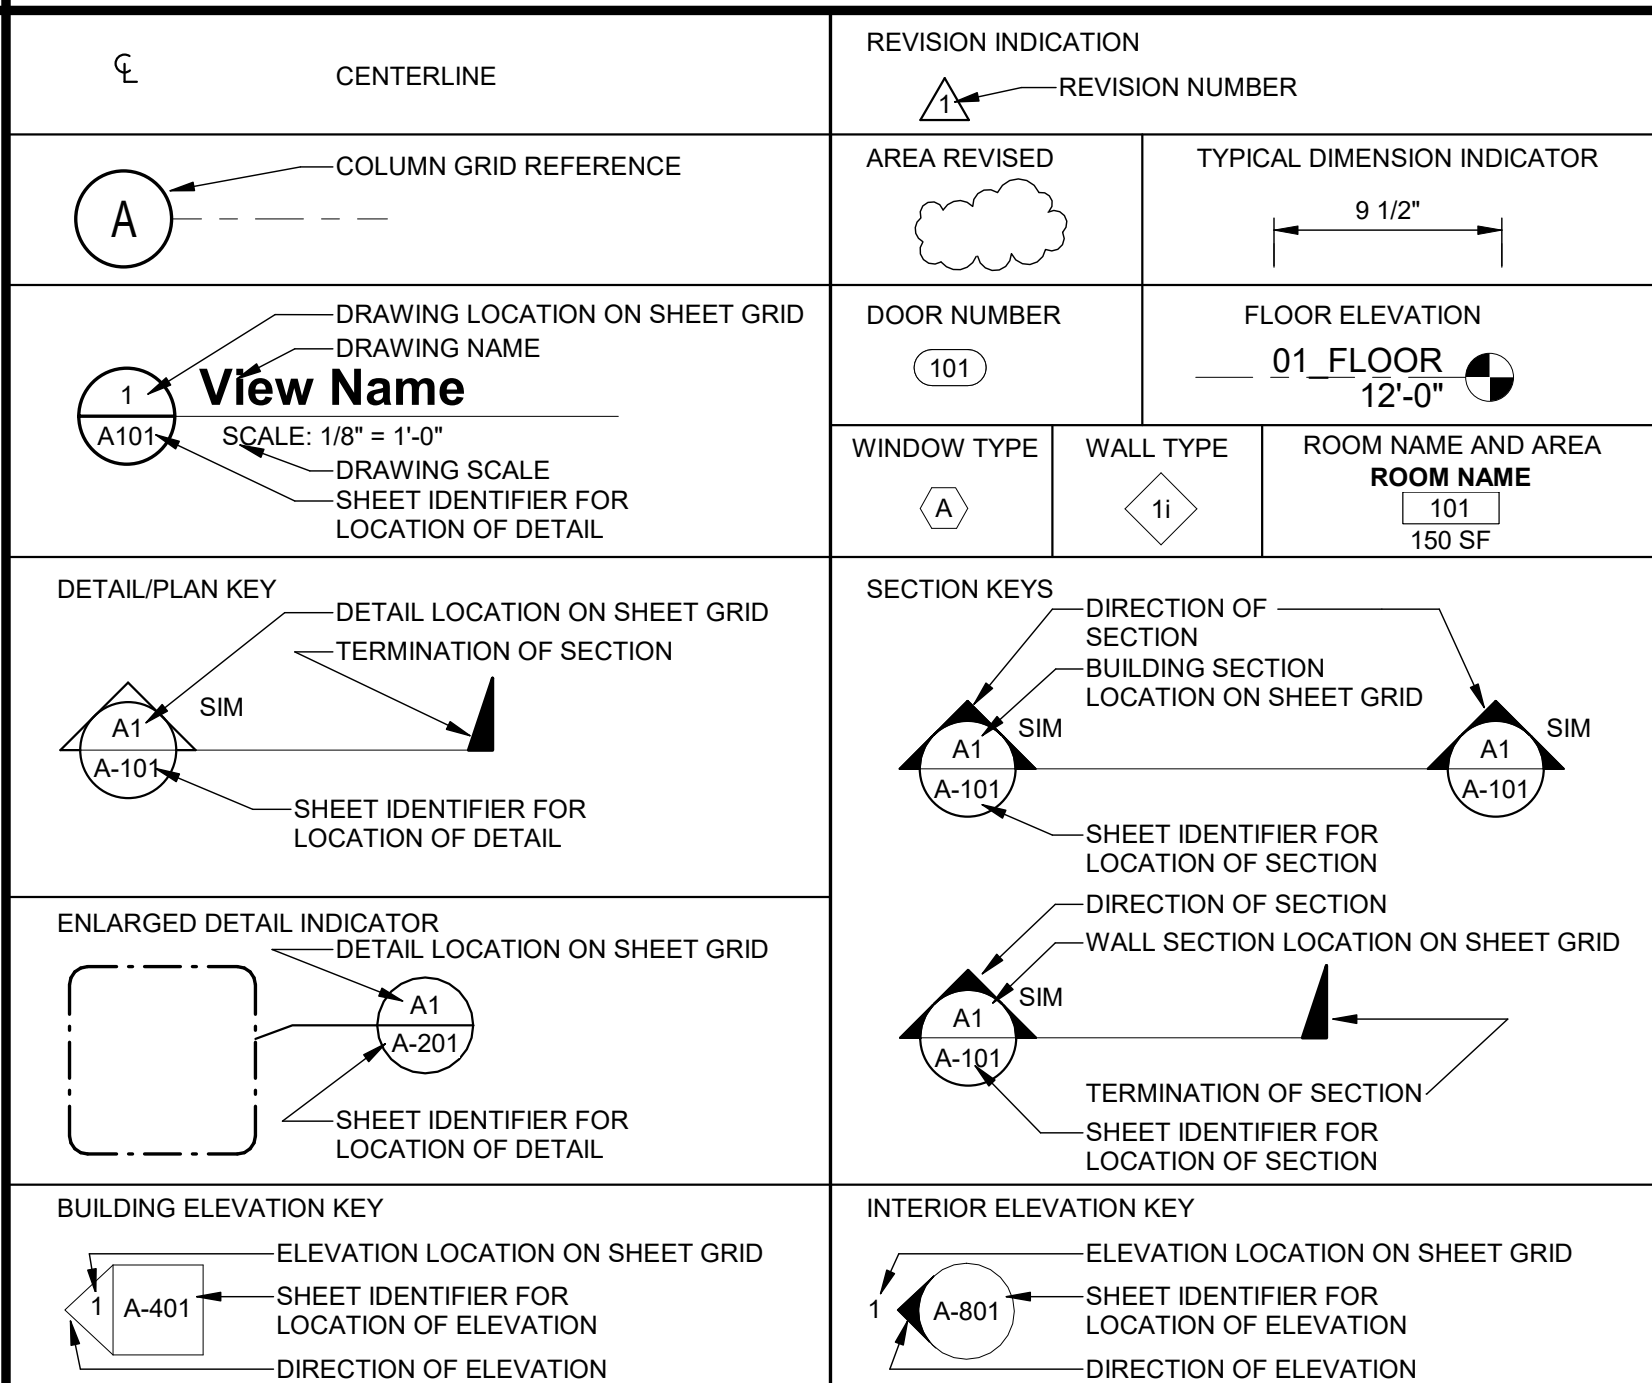 ℄
CENTERLINE
COLUMN GRID REFERENCE
A
DRAWING LOCATION ON SHEET GRID
DRAWING NAME
1
View Name
A101
SCALE: 1/8" = 1'-0"
DRAWING SCALE
SHEET IDENTIFIER FOR
LOCATION OF DETAIL
REVISION INDICATION
1
REVISION NUMBER
AREA REVISED
TYPICAL DIMENSION INDICATOR
9 1/2"
DOOR NUMBER
101
FLOOR ELEVATION
01_FLOOR
12'-0"
WINDOW TYPE
A
WALL TYPE
1i
ROOM NAME AND AREA
ROOM NAME
101
150 SF
DETAIL/PLAN KEY
DETAIL LOCATION ON SHEET GRID
TERMINATION OF SECTION
SIM
A1
A-101
SHEET IDENTIFIER FOR
LOCATION OF DETAIL
ENLARGED DETAIL INDICATOR
DETAIL LOCATION ON SHEET GRID
A1
A-201
SHEET IDENTIFIER FOR
LOCATION OF DETAIL
SECTION KEYS
DIRECTION OF
SECTION
BUILDING SECTION
LOCATION ON SHEET GRID
SIM
SIM
A1
A1
A-101
A-101
SHEET IDENTIFIER FOR
LOCATION OF SECTION
DIRECTION OF SECTION
WALL SECTION LOCATION ON SHEET GRID
SIM
A1
A-101
TERMINATION OF SECTION
SHEET IDENTIFIER FOR
LOCATION OF SECTION
BUILDING ELEVATION KEY
ELEVATION LOCATION ON SHEET GRID
1
A-401
SHEET IDENTIFIER FOR
LOCATION OF ELEVATION
DIRECTION OF ELEVATION
INTERIOR ELEVATION KEY
ELEVATION LOCATION ON SHEET GRID
1
A-801
SHEET IDENTIFIER FOR
LOCATION OF ELEVATION
DIRECTION OF ELEVATION